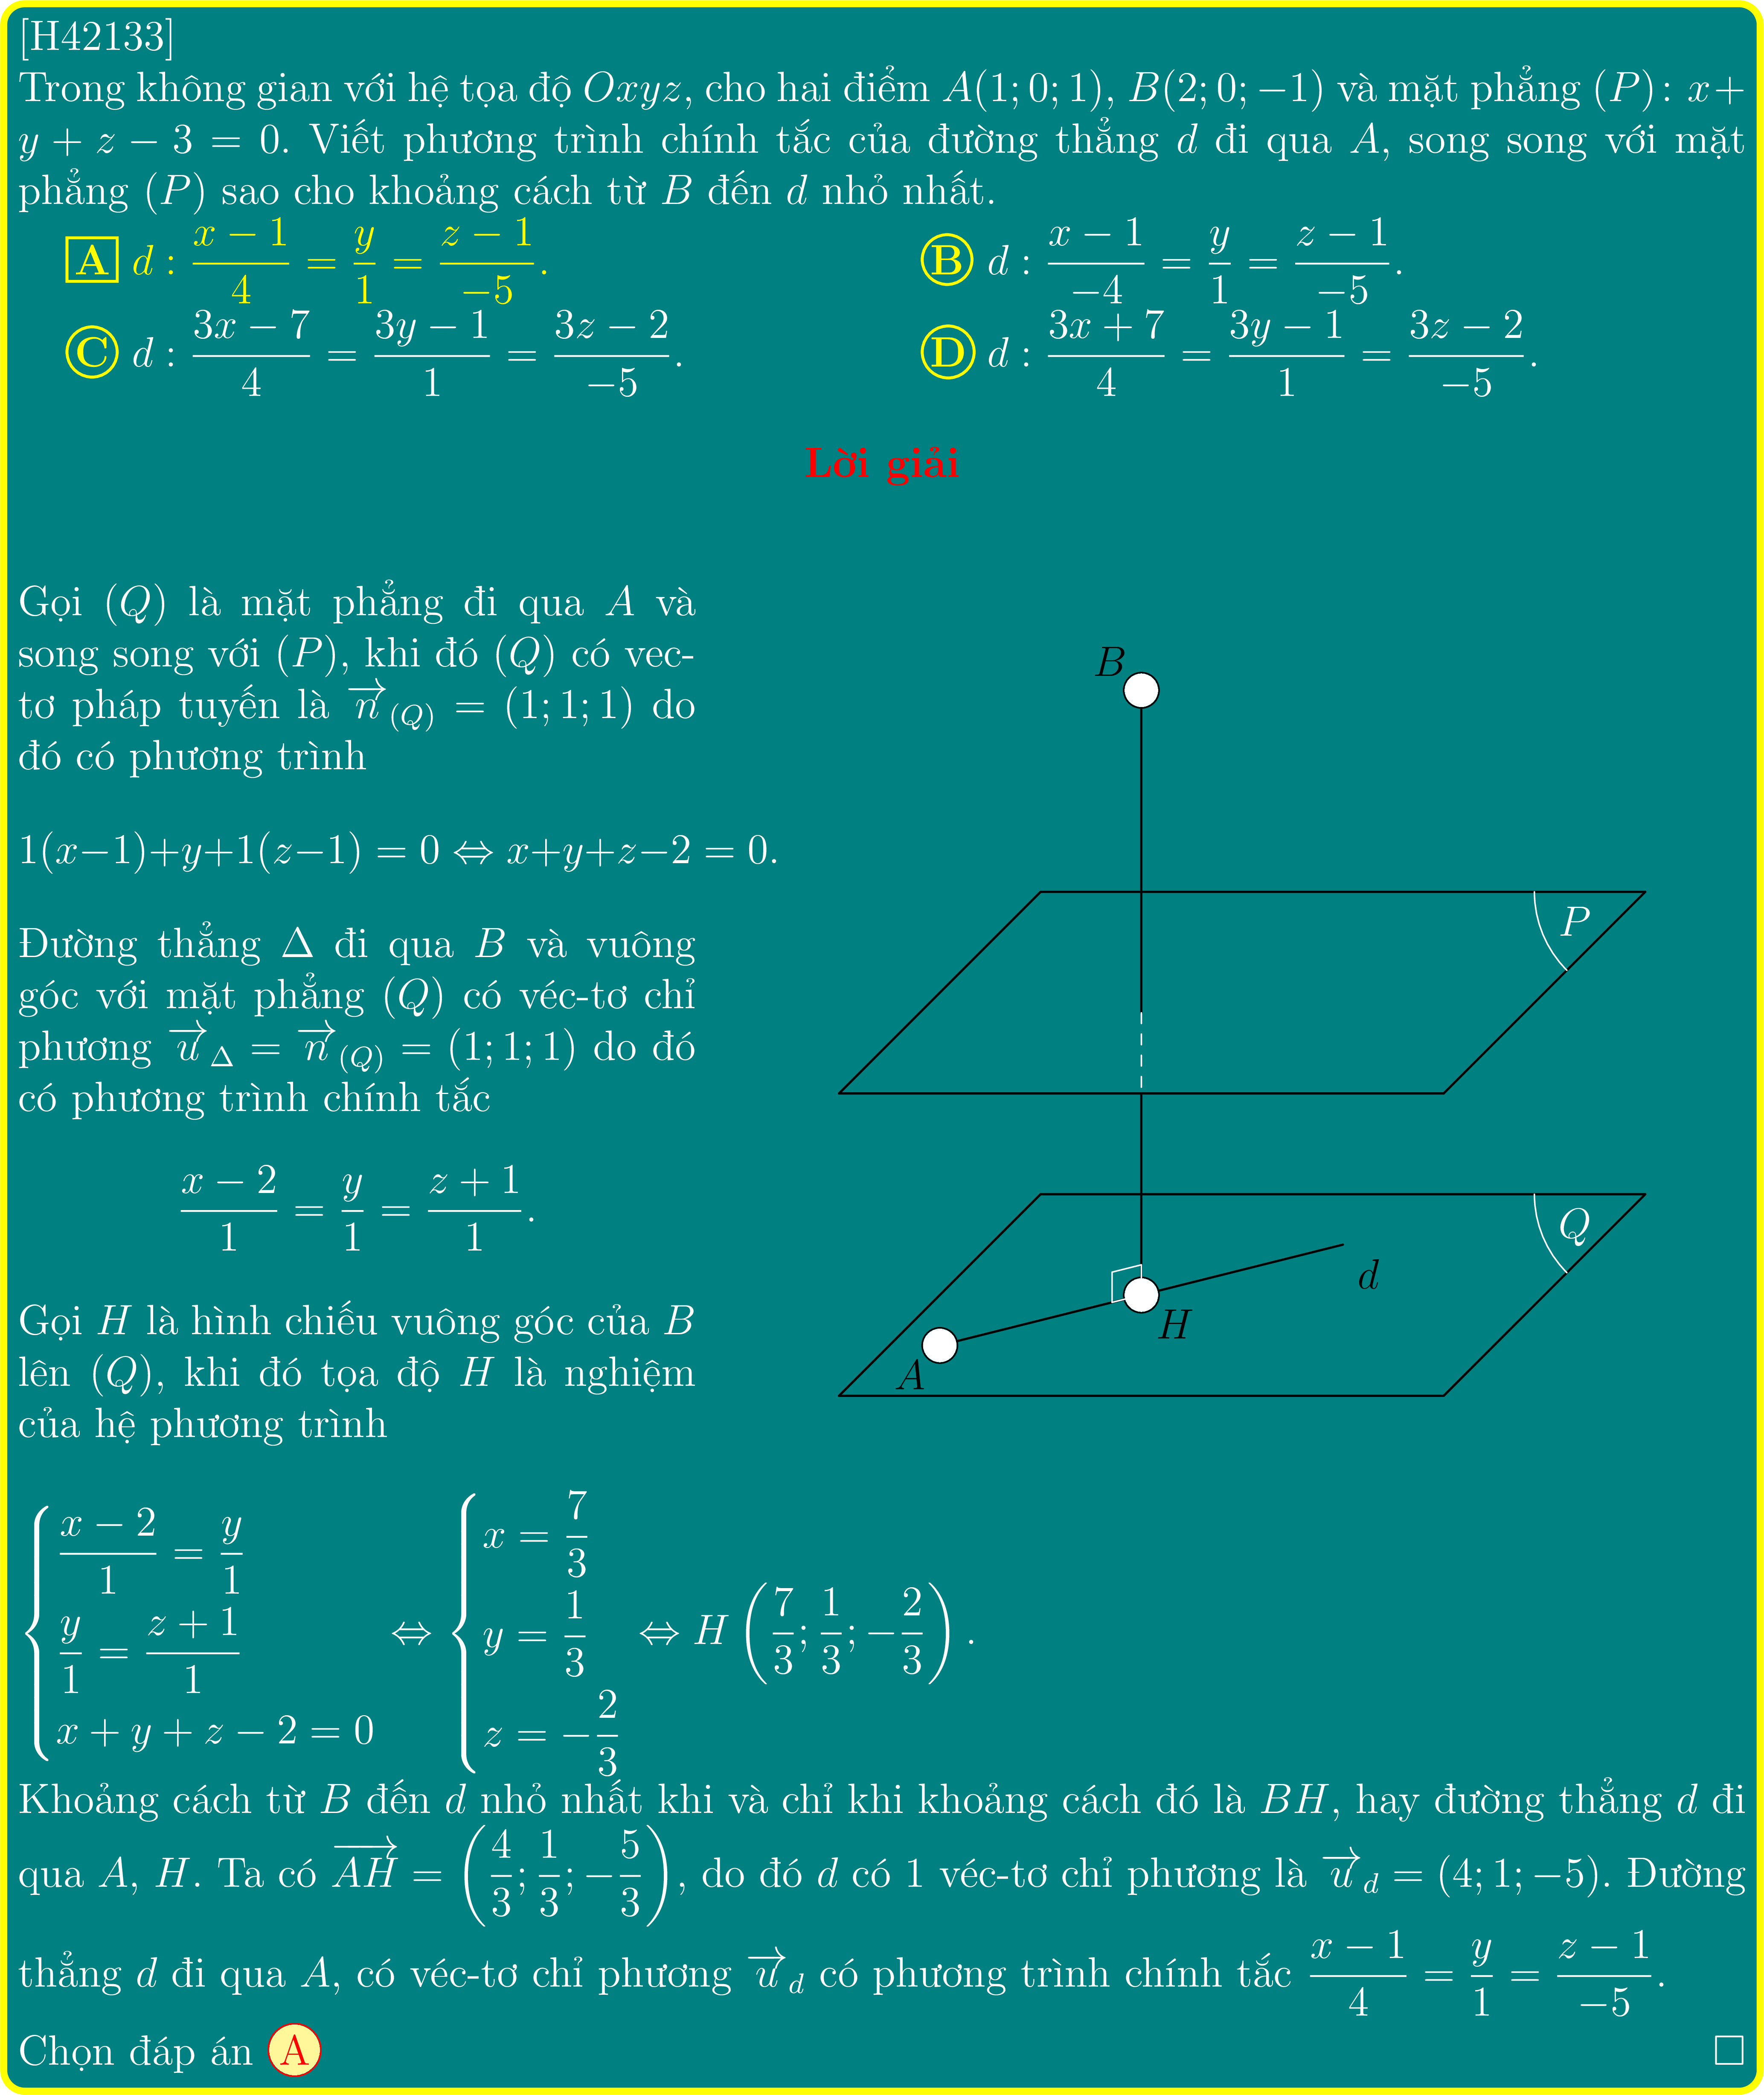 [H42133]
Trong không gian với hệ tọa độ Oxyz, cho hai điểm A(1; 0; 1), B(2; 0; −1) và mặt phẳng (P): x+
y + z − 3 = 0. Viết phương trình chính tắc của đường thẳng d đi qua A, song song với mặt
phẳng (P) sao cho khoảng cách từ B đến d nhỏ nhất.
A d : \frac{x − 1}{4} = \frac{y}{1} = \frac{z − 1}{−5}. B d : \frac{x − 1}{−4} = \frac{y}{1} = \frac{z − 1}{−5}.
C d : \frac{3x − 7}{4} = \frac{3y − 1}{1} = \frac{3z − 2}{−5}. D d : \frac{3x + 7}{4} = \frac{3y − 1}{1} = \frac{3z − 2}{−5}.
Lời giải
Gọi (Q) là mặt phẳng đi qua A và
song song với (P), khi đó (Q) có vec-
tơ pháp tuyến là \overrightarrow{n}_{(Q)} = (1; 1; 1) do
đó có phương trình
1(x−1)+y+1(z−1) = 0 ⇔ x+y+z−2 = 0.
Đường thẳng Δ đi qua B và vuông
góc với mặt phẳng (Q) có véc-tơ chỉ
phương \overrightarrow{u}_{Δ} = \overrightarrow{n}_{(Q)} = (1; 1; 1) do đó
có phương trình chính tắc
\frac{x − 2}{1} = \frac{y}{1} = \frac{z + 1}{1}.
Gọi H là hình chiếu vuông góc của B
lên (Q), khi đó tọa độ H là nghiệm
của hệ phương trình
B
P
Q
d
H
A
\begin{cases} \frac{x − 2}{1} = \frac{y}{1} \\ \frac{y}{1} = \frac{z + 1}{1} \\ x + y + z − 2 = 0 \end{cases} ⇔ \begin{cases} x = \frac{7}{3} \\ y = \frac{1}{3} \\ z = −\frac{2}{3} \end{cases} ⇔ H \left( \frac{7}{3}; \frac{1}{3}; −\frac{2}{3} \right).
Khoảng cách từ B đến d nhỏ nhất khi và chỉ khi khoảng cách đó là BH, hay đường thẳng d đi
qua A, H. Ta có \overrightarrow{AH} = \left( \frac{4}{3}; \frac{1}{3}; −\frac{5}{3} \right), do đó d có 1 véc-tơ chỉ phương là \overrightarrow{u}_{d} = (4; 1; −5). Đường
thẳng d đi qua A, có véc-tơ chỉ phương \overrightarrow{u}_{d} có phương trình chính tắc \frac{x − 1}{4} = \frac{y}{1} = \frac{z − 1}{−5}.
Chọn đáp án A □